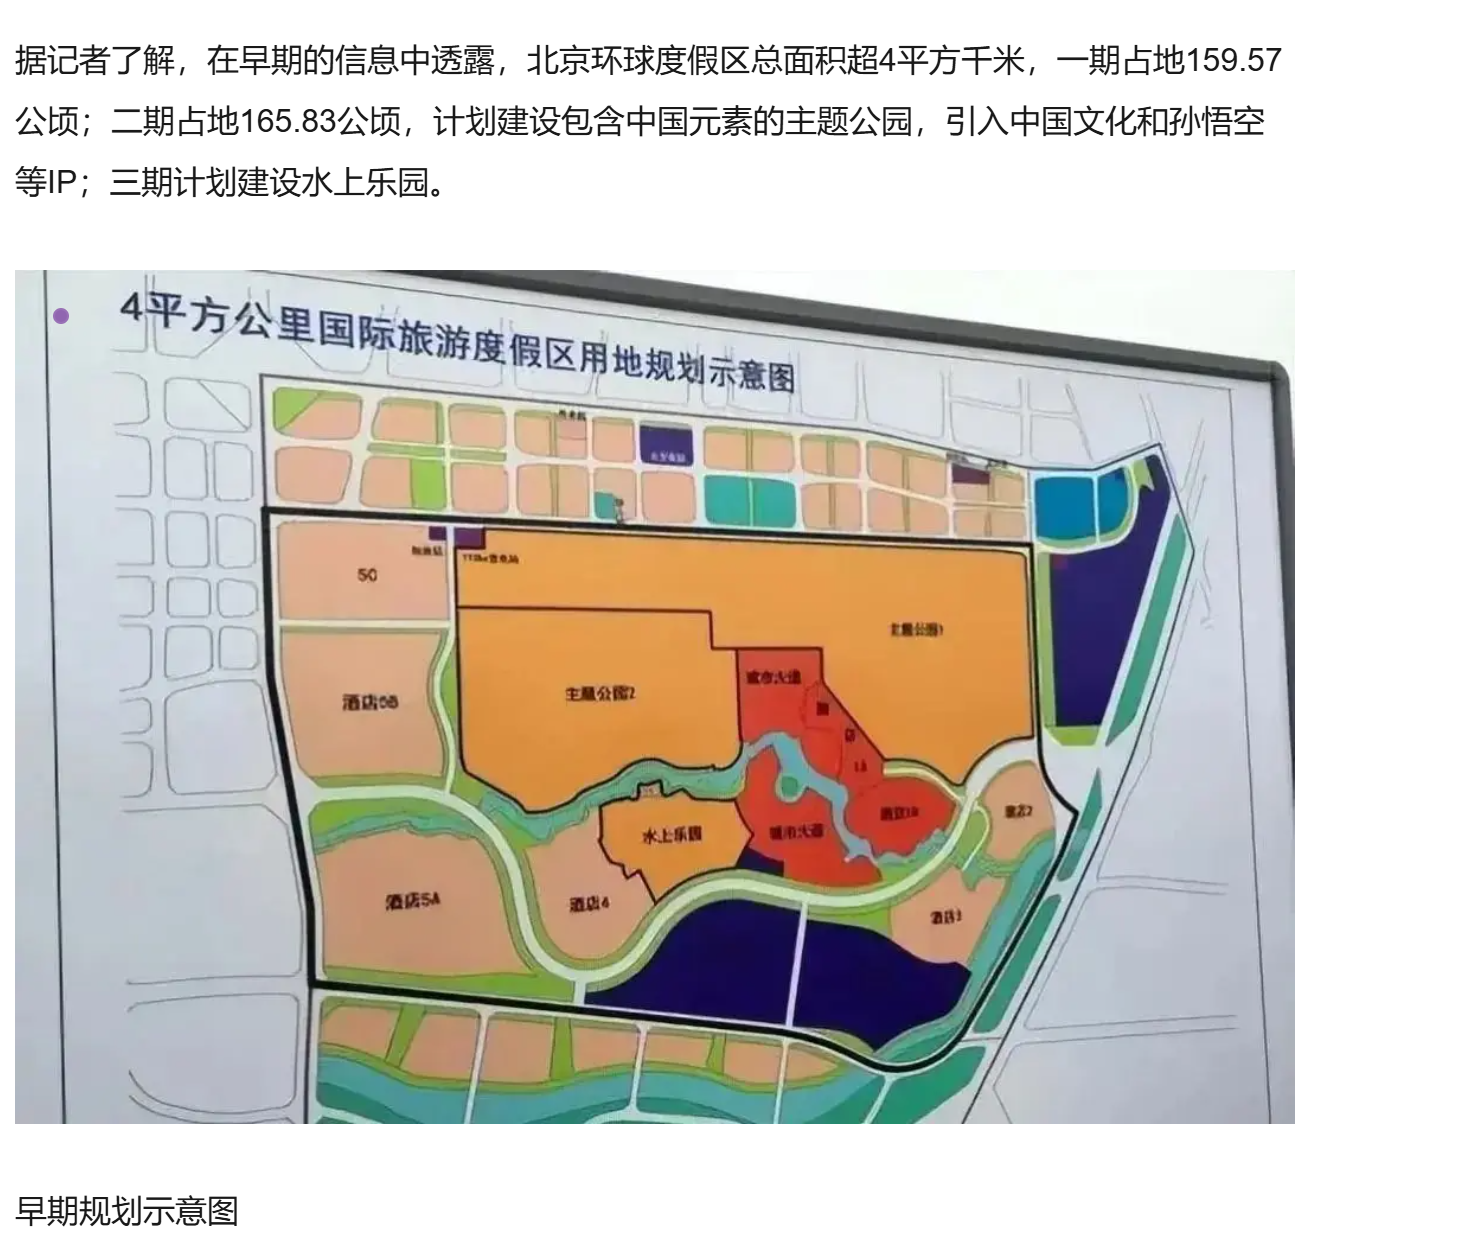 据记者了解，在早期的信息中透露，北京环球度假区总面积超4平方千米，一期占地159.57
公顷；二期占地165.83公顷，计划建设包含中国元素的主题公园，引入中国文化和孙悟空
等IP；三期计划建设水上乐园。
4平方公里国际旅游度假区用地规划示意图
5C
主题公园1
酒店5B
主题公园2
城市大道
酒
店
1A
酒店1B
酒店2
水上乐园
城市大道
酒店5A
酒店4
酒店3
早期规划示意图